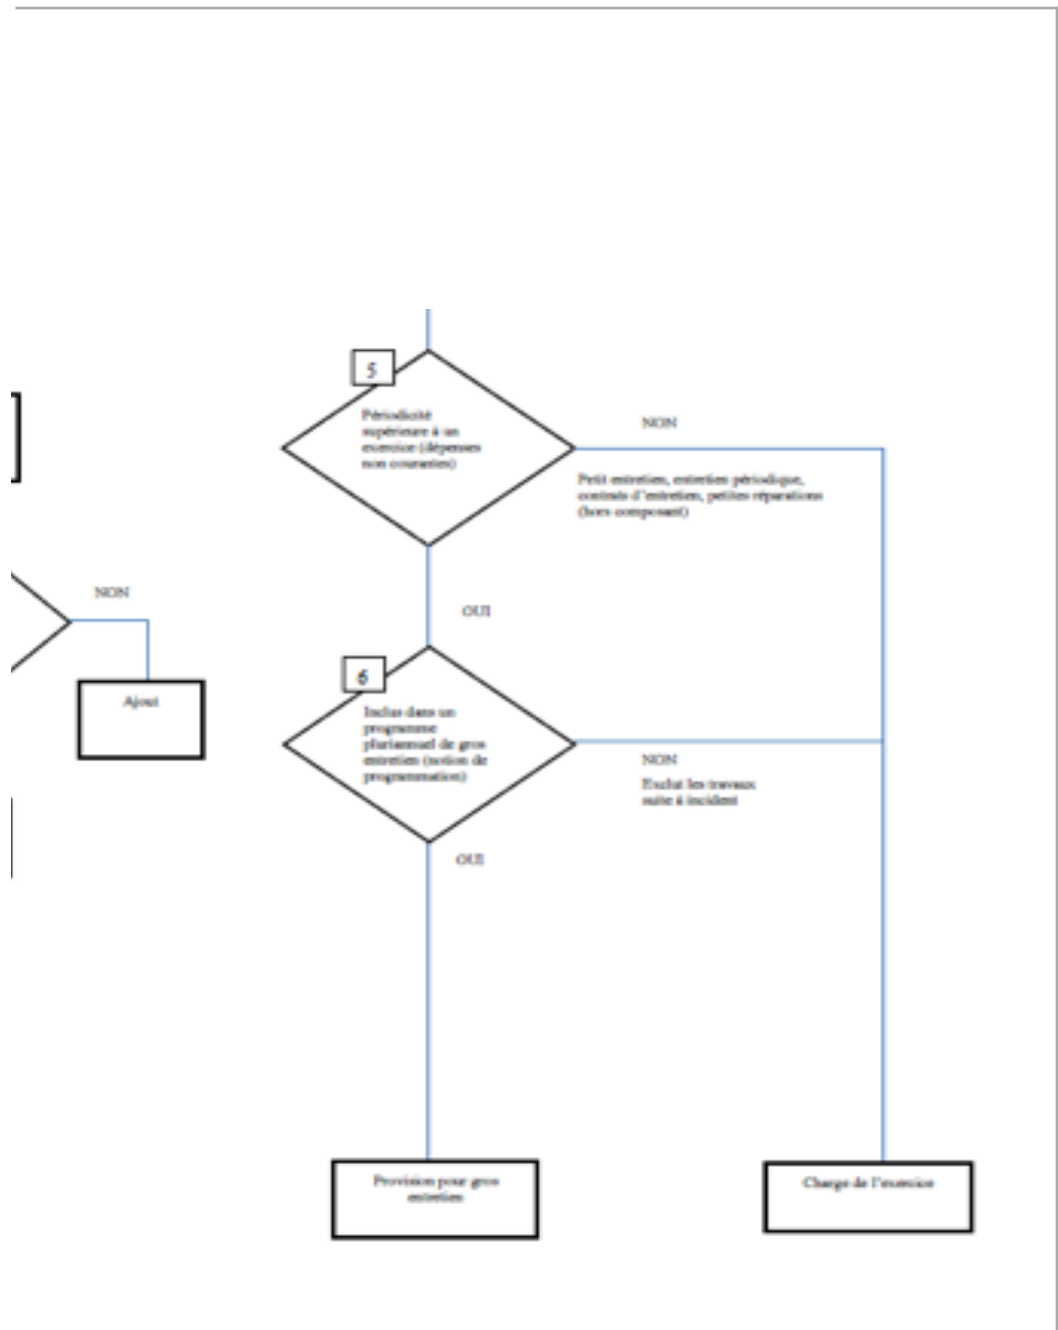 5
Périodicité
supérieure à un
exercice (dépenses
non courantes)
NON
Petit entretien, entretien périodique,
contrats d'entretien, petites réparations
(hors composant)
NON
OUI
Ajout
6
Inclus dans un
programme
pluriannuel de gros
entretien (notion de
programmation)
NON
Exclut les travaux
suite à incident
OUI
Provision pour gros
entretien
Charge de l'exercice